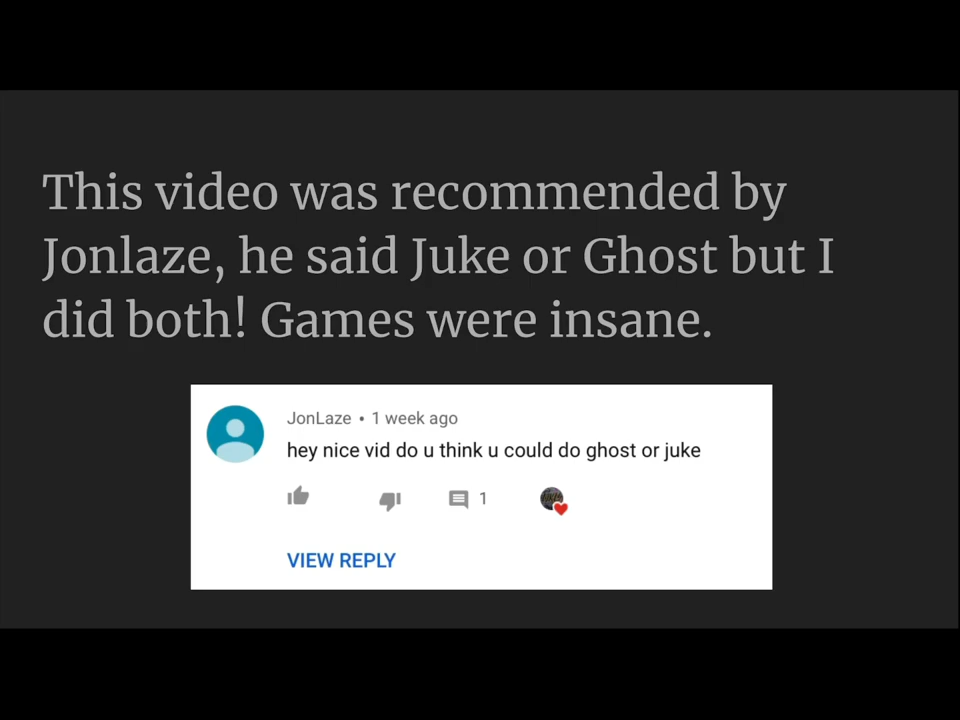 This video was recommended by
Jonlaze, he said Juke or Ghost but I
did both! Games were insane.
JonLaze • 1 week ago
hey nice vid do u think u could do ghost or juke
1
VIEW REPLY